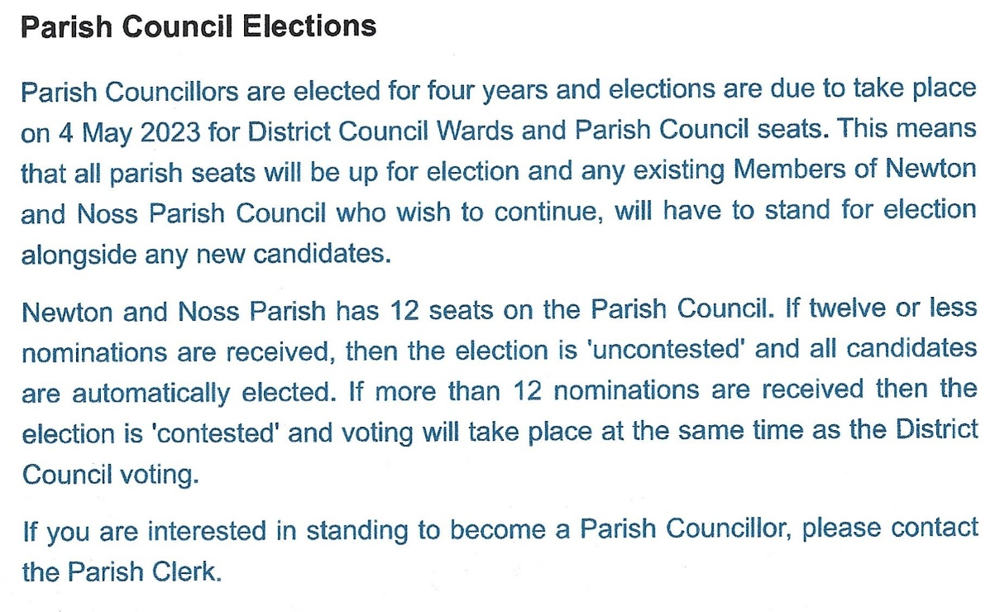 Parish Council Elections
Parish Councillors are elected for four years and elections are due to take place
on 4 May 2023 for District Council Wards and Parish Council seats. This means
that all parish seats will be up for election and any existing Members of Newton
and Noss Parish Council who wish to continue, will have to stand for election
alongside any new candidates.
Newton and Noss Parish has 12 seats on the Parish Council. If twelve or less
nominations are received, then the election is 'uncontested' and all candidates
are automatically elected. If more than 12 nominations are received then the
election is 'contested' and voting will take place at the same time as the District
Council voting.
If you are interested in standing to become a Parish Councillor, please contact
the Parish Clerk.